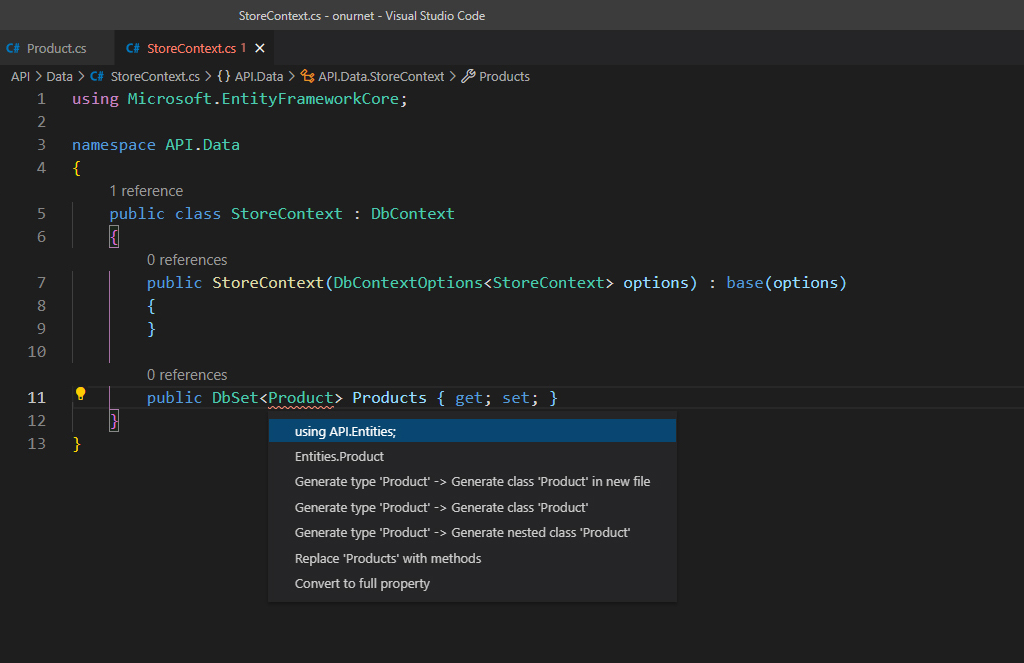 StoreContext.cs - onurnet - Visual Studio Code
C# Product.cs C# StoreContext.cs 1 ×
API > Data > C# StoreContext.cs > {} API.Data > API.Data.StoreContext > Products
1 using Microsoft.EntityFrameworkCore;
2
3 namespace API.Data
4 {
1 reference
5 public class StoreContext : DbContext
6 {
0 references
7 public StoreContext(DbContextOptions<StoreContext> options) : base(options)
8 {
9 }
10
0 references
11 public DbSet<Product> Products { get; set; }
12 }
13 }
using API.Entities;
Entities.Product
Generate type 'Product' -> Generate class 'Product' in new file
Generate type 'Product' -> Generate class 'Product'
Generate type 'Product' -> Generate nested class 'Product'
Replace 'Products' with methods
Convert to full property